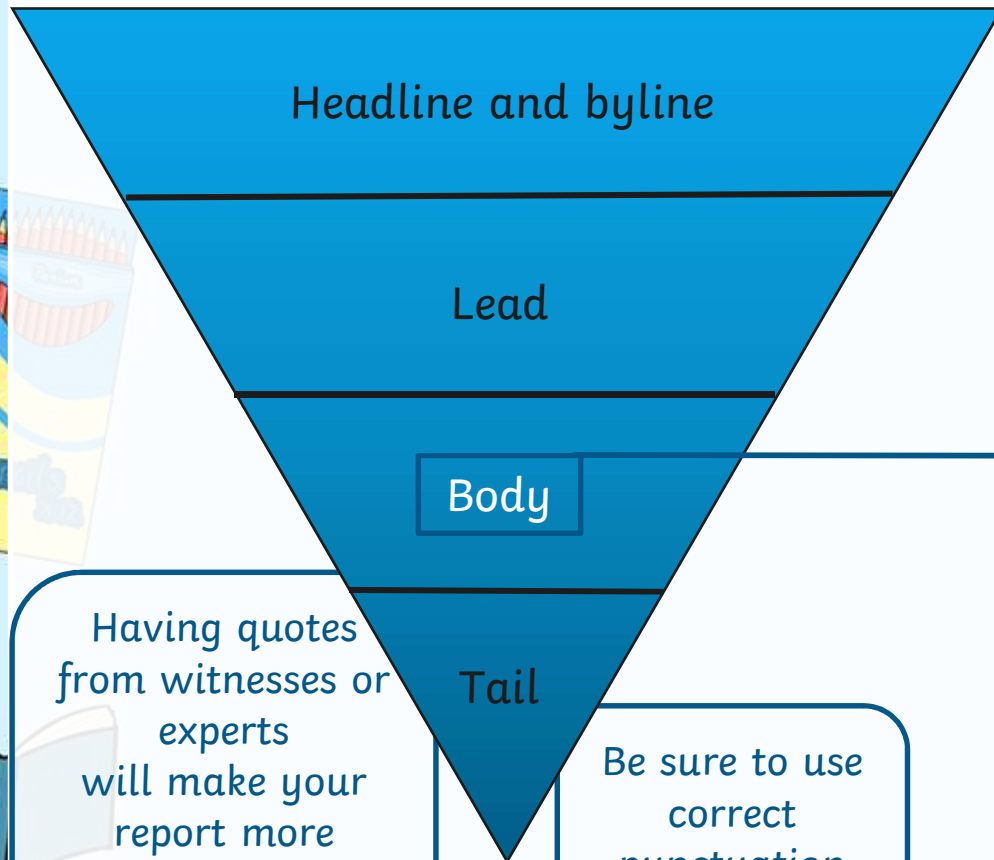 Headline and byline
Lead
Body
Tail
Having quotes
from witnesses or
experts
will make your
report more
Be sure to use
correct
punctuation